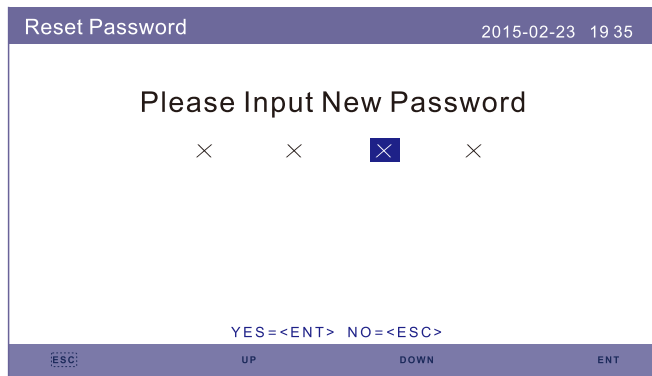 Reset Password
2015-02-23 19 35
Please Input New Password
× × × ×
YES=<ENT> NO=<ESC>
ESC UP DOWN ENT